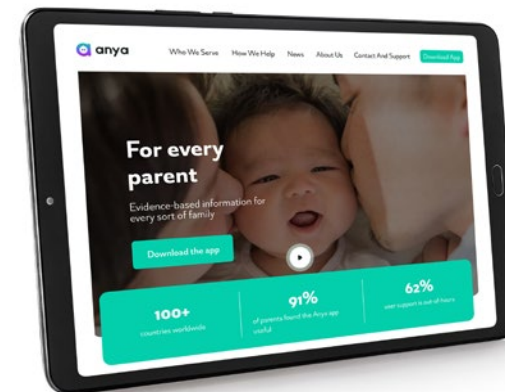 anya
Who We Serve How We Help News About Us Contact And Support Download App
For every
parent
Evidence-based information for
every sort of family
Download the app
100+
countries worldwide
91%
of parents found the Anya app
useful
62%
user support is out-of-hours